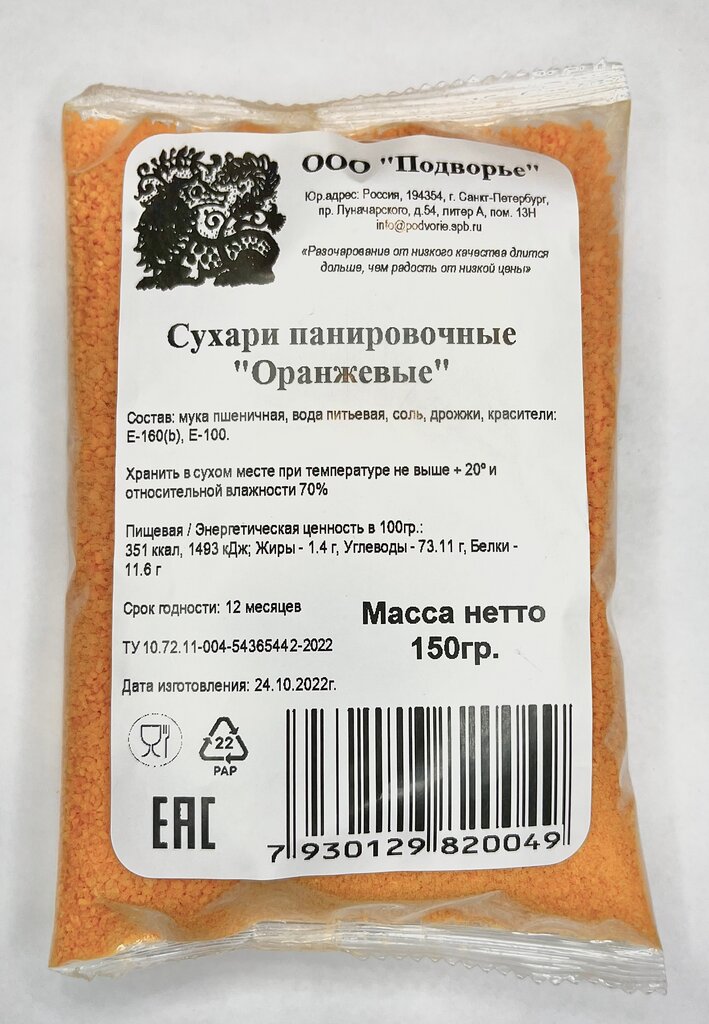 ООО "Подворье"
Юр.адрес: Россия, 194354, г. Санкт-Петербург,
пр. Луначарского, д.54, литер А, пом. 13Н
info@podvorie.spb.ru
«Разочарование от низкого качества длится
дольше, чем радость от низкой цены»
Сухари панировочные
"Оранжевые"
Состав: мука пшеничная, вода питьевая, соль, дрожжи, красители:
Е-160(b), Е-100.
Хранить в сухом месте при температуре не выше + 20° и
относительной влажности 70%
Пищевая / Энергетическая ценность в 100гр.:
351 ккал, 1493 кДж; Жиры - 1.4 г, Углеводы - 73.11 г, Белки -
11.6 г
Срок годности: 12 месяцев
Масса нетто
150гр.
ТУ 10.72.11-004-54365442-2022
Дата изготовления: 24.10.2022г.
22
PAP
EAC
7 930129 820049